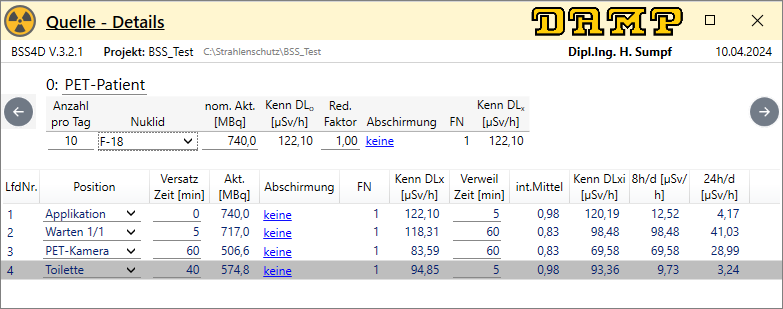 Quelle - Details
DAMP
BSS4D V.3.2.1 Projekt: BSS_Test C:\Strahlenschutz\BSS_Test Dipl.Ing. H. Sumpf 10.04.2024
0: PET-Patient
Anzahl nom. Akt. Kenn DLo Red. Kenn DLx
pro Tag Nuklid [MBq] [µSv/h] Faktor Abschirmung FN [µSv/h]
10 F-18 740,0 122,10 1,00 keine 1 122,10
Versatz Akt. Kenn DLx Verweil Kenn DLxi 8h/d [µSv/ 24h/d
LfdNr. Position Zeit [min] [MBq] Abschirmung FN [µSv/h] Zeit [min] int.Mittel [µSv/h] h] [µSv/h]
1 Applikation 0 740,0 keine 1 122,10 5 0,98 120,19 12,52 4,17
2 Warten 1/1 5 717,0 keine 1 118,31 60 0,83 98,48 98,48 41,03
3 PET-Kamera 60 506,6 keine 1 83,59 60 0,83 69,58 69,58 28,99
4 Toilette 40 574,8 keine 1 94,85 5 0,98 93,36 9,73 3,24